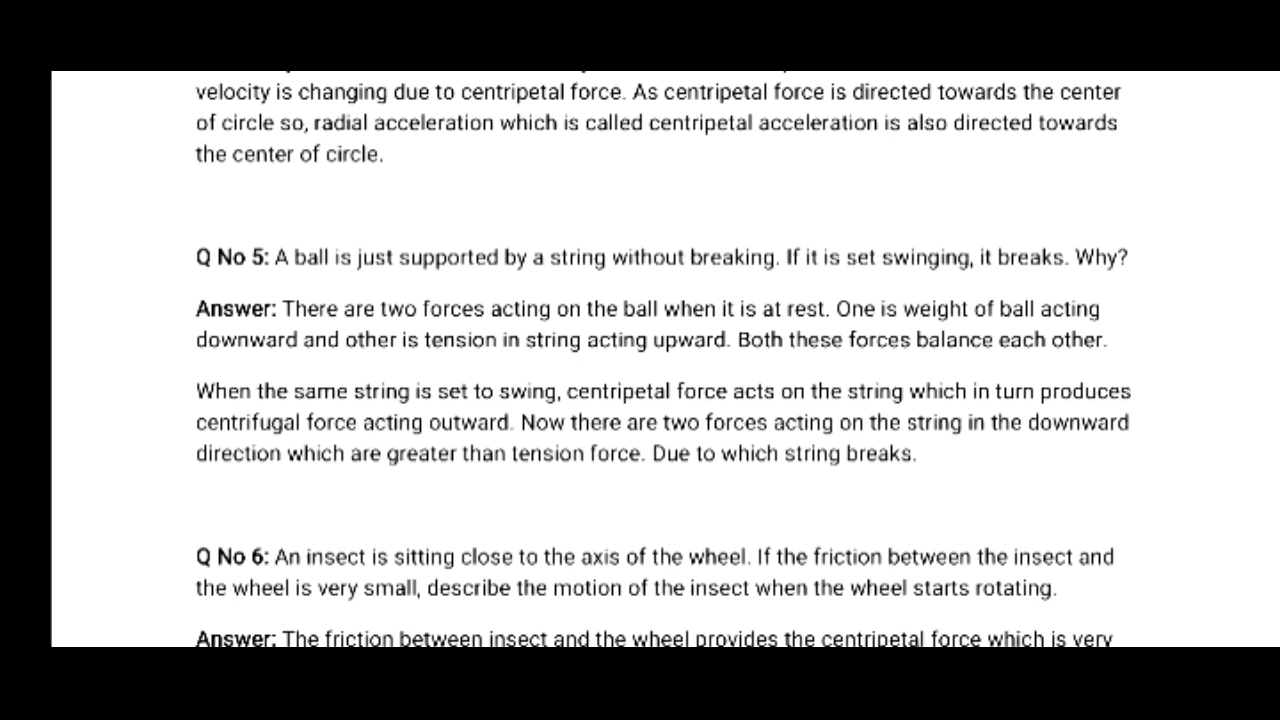 velocity is changing due to centripetal force. As centripetal force is directed towards the center
of circle so, radial acceleration which is called centripetal acceleration is also directed towards
the center of circle.
Q No 5: A ball is just supported by a string without breaking. If it is set swinging, it breaks. Why?
Answer: There are two forces acting on the ball when it is at rest. One is weight of ball acting
downward and other is tension in string acting upward. Both these forces balance each other.
When the same string is set to swing, centripetal force acts on the string which in turn produces
centrifugal force acting outward. Now there are two forces acting on the string in the downward
direction which are greater than tension force. Due to which string breaks.
Q No 6: An insect is sitting close to the axis of the wheel. If the friction between the insect and
the wheel is very small, describe the motion of the insect when the wheel starts rotating.
Answer: The friction between insect and the wheel provides the centripetal force which is very